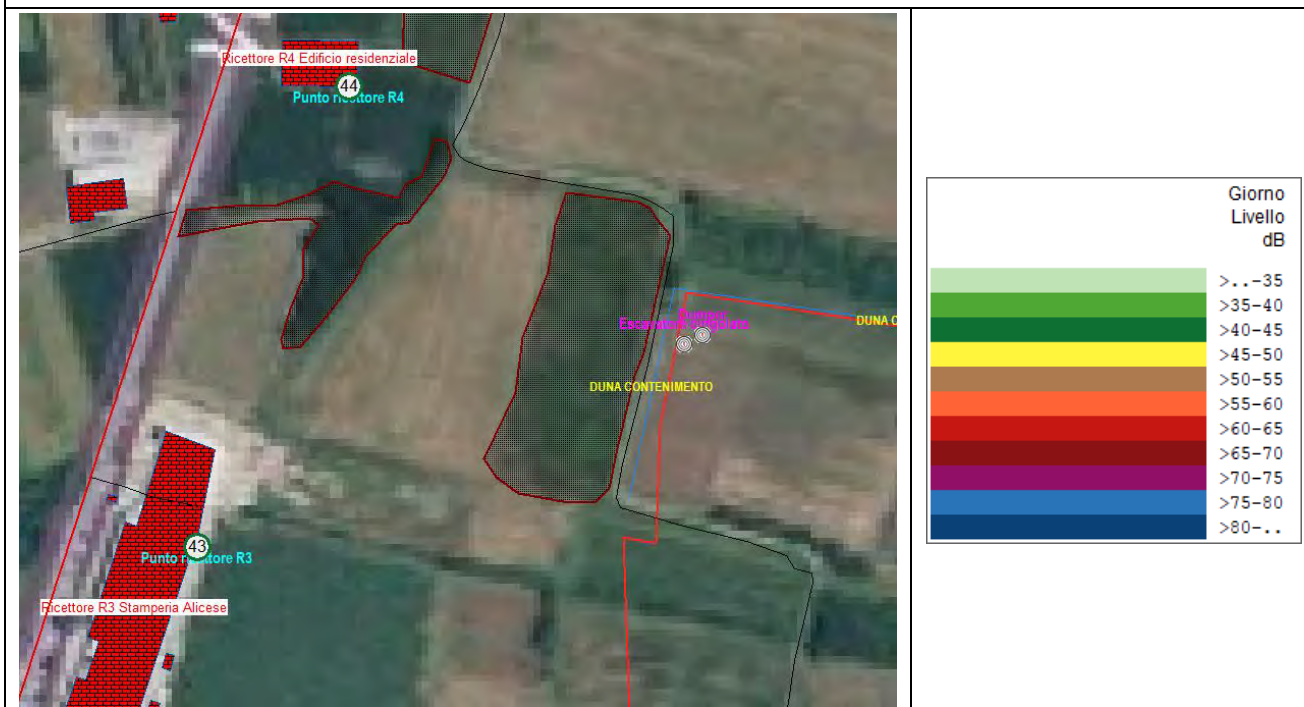 Ricettore R4 Edificio residenziale
44
Punto ricettore R4
Dumper
Escavatore cingolato
DUNA C
DUNA CONTENIMENTO
43
Punto ricettore R3
Ricettore R3 Stamperia Alicese
Giorno
Livello
dB
>..-35
>35-40
>40-45
>45-50
>50-55
>55-60
>60-65
>65-70
>70-75
>75-80
>80-..